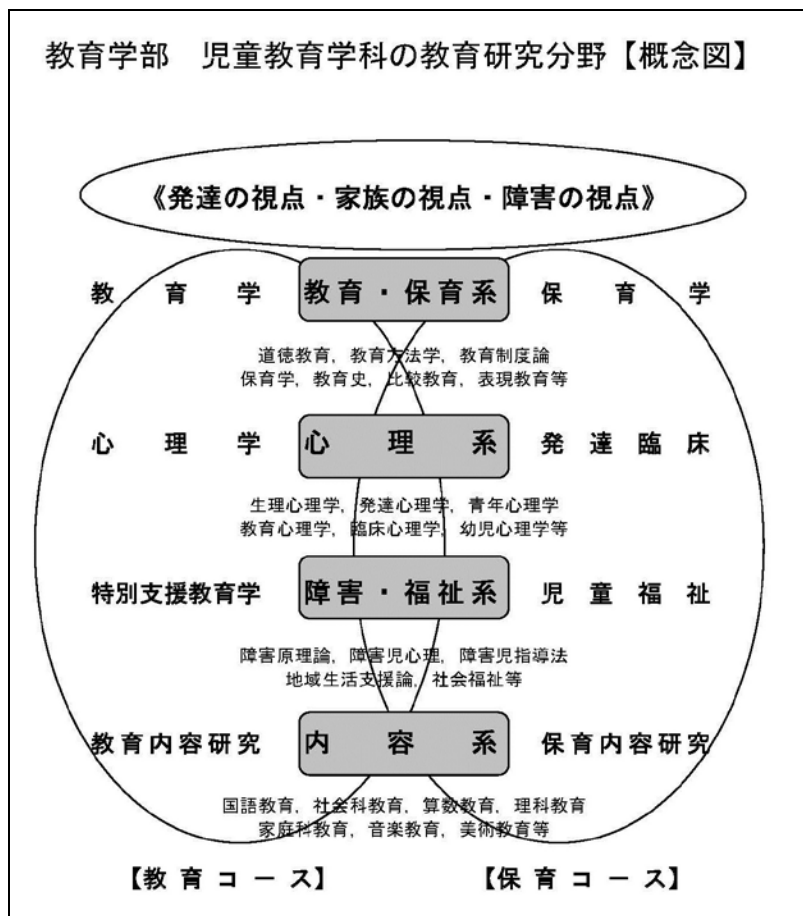 教育学部　児童教育学科の教育研究分野【概念図】
《発達の視点・家族の視点・障害の視点》
教育学　教育・保育系　保育学
道徳教育，教育方法学，教育制度論
保育学，教育史，比較教育，表現教育等
心理学　心理系　発達臨床
生理心理学，発達心理学，青年心理学
教育心理学，臨床心理学，幼児心理学等
特別支援教育学　障害・福祉系　児童福祉
障害原理論，障害児心理，障害児指導法
地域生活支援論，社会福祉等
教育内容研究　内容系　保育内容研究
国語教育，社会科教育，算数教育，理科教育
家庭科教育，音楽教育，美術教育等
【教育コース】　【保育コース】